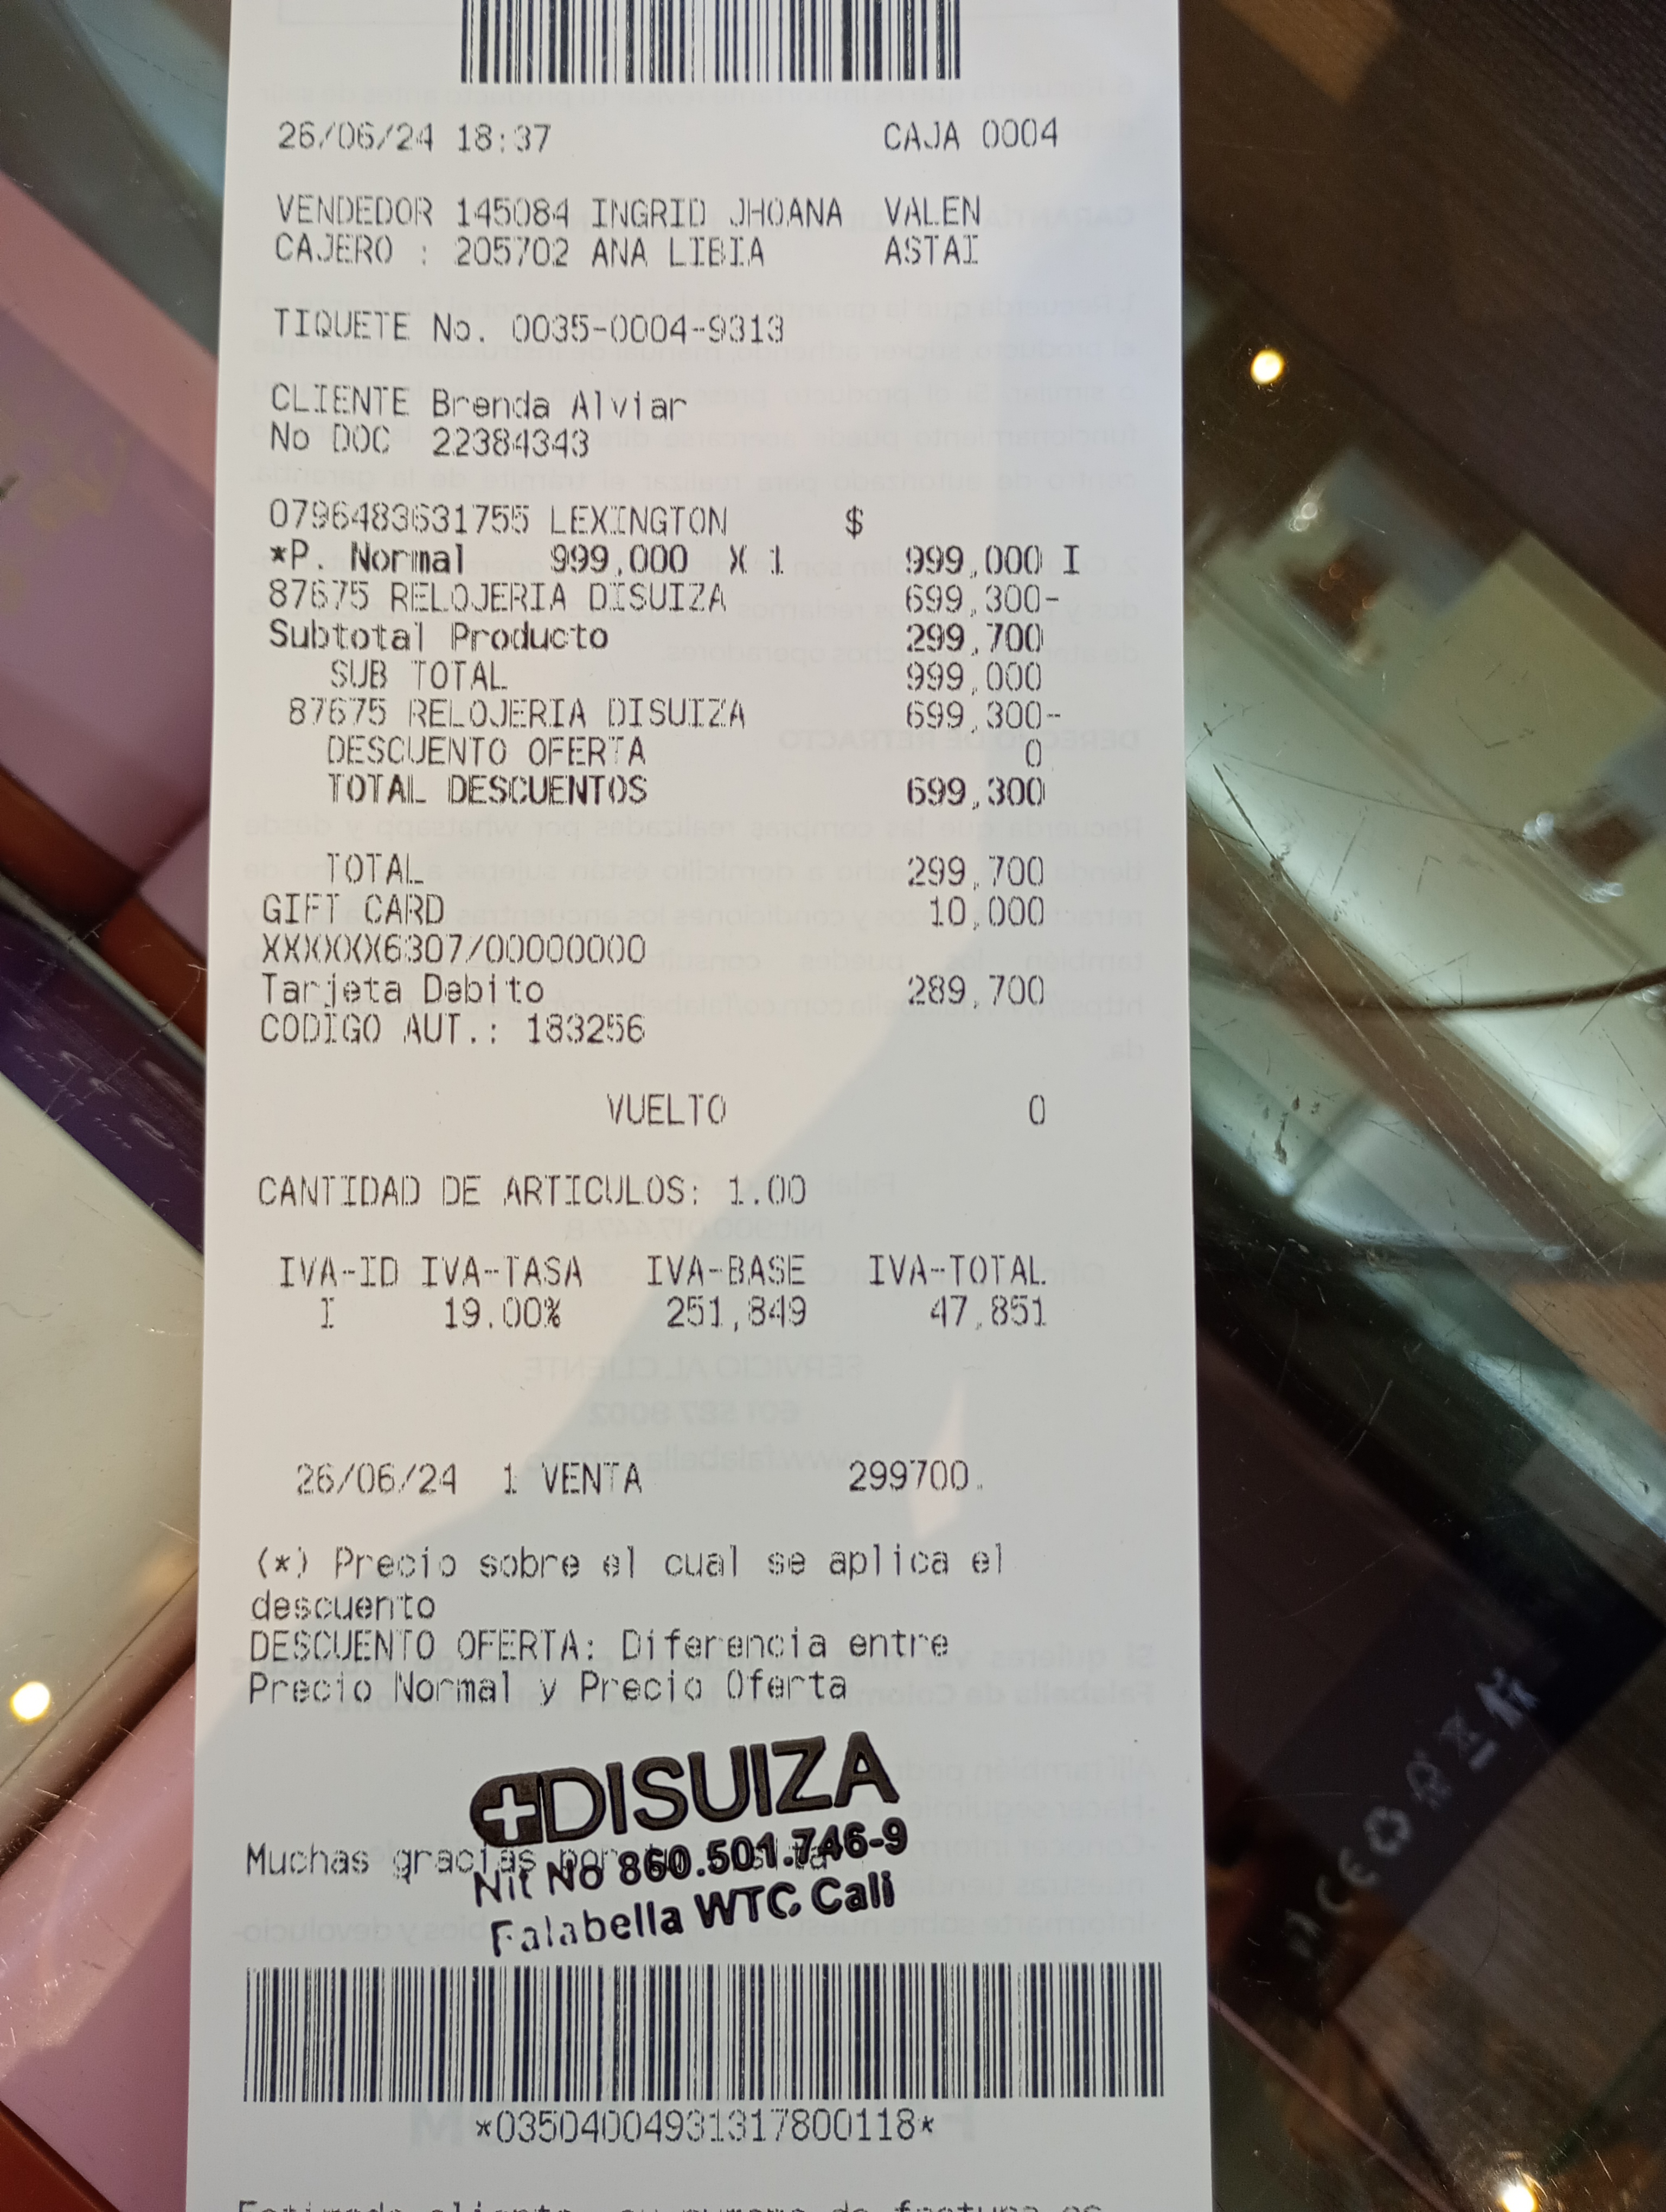 26/06/24 18:37 CAJA 0004
VENDEDOR 145084 INGRID JHOANA VALEN
CAJERO : 205702 ANA LIBIA ASTAI
TIQUETE No. 0035-0004-9313
CLIENTE Brenda Alviar
No DOC 22384343
0796483631755 LEXINGTON $
*P. Normal 999,000 X 1 999,000 I
87675 RELOJERIA DISUIZA 699,300-
Subtotal Producto 299,700
SUB TOTAL 999,000
87675 RELOJERIA DISUIZA 699,300-
DESCUENTO OFERTA 0
TOTAL DESCUENTOS 699,300
TOTAL 299,700
GIFT CARD 10,000
XXXXXX6307/00000000
Tarjeta Debito 289,700
CODIGO AUT.: 183256
VUELTO 0
CANTIDAD DE ARTICULOS: 1.00
IVA-ID IVA-TASA IVA-BASE IVA-TOTAL
I 19.00% 251,849 47,851
26/06/24 1 VENTA 299700.
(*) Precio sobre el cual se aplica el
descuento
DESCUENTO OFERTA: Diferencia entre
Precio Normal y Precio Oferta
DISUIZA
Muchas gracias por
Nit No 860.501.746-9
Falabella WTC Cali
*03504004931317800118*